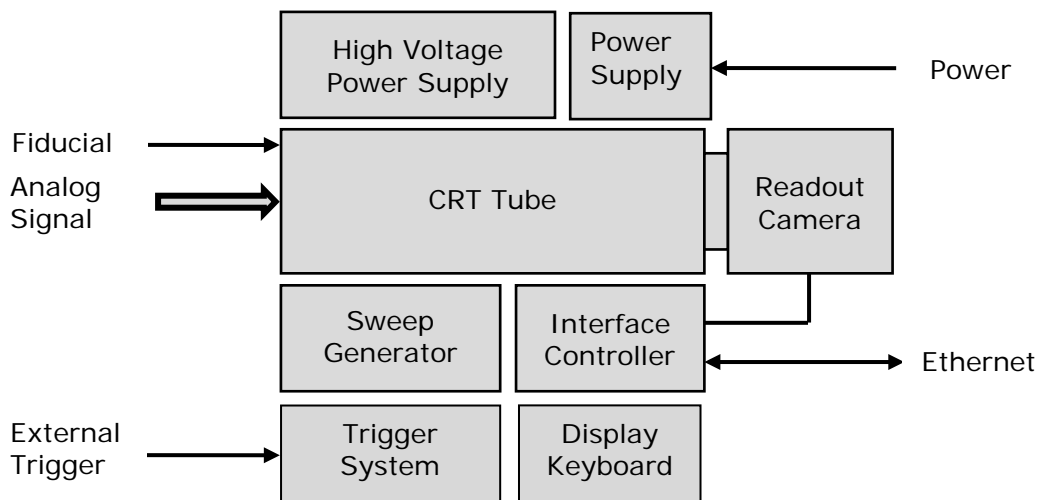 High Voltage
Power Supply
Power
Supply
Power
Fiducial
Analog
Signal
CRT Tube
Readout
Camera
Sweep
Generator
Interface
Controller
Ethernet
External
Trigger
Trigger
System
Display
Keyboard